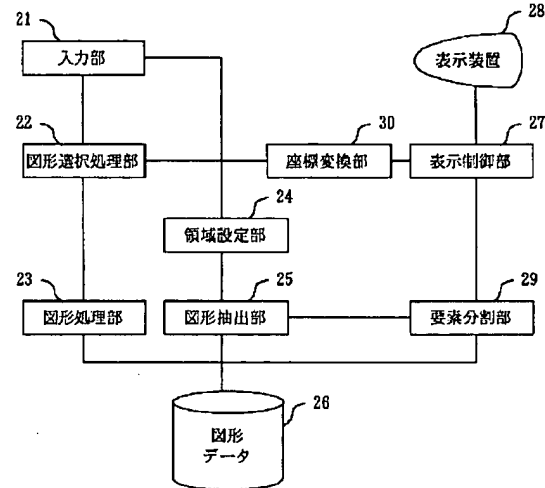 21
入力部
28
表示装置
22
図形選択処理部
30
座標変換部
27
表示制御部
24
領域設定部
23
図形処理部
25
図形抽出部
29
要素分割部
26
図形
データ